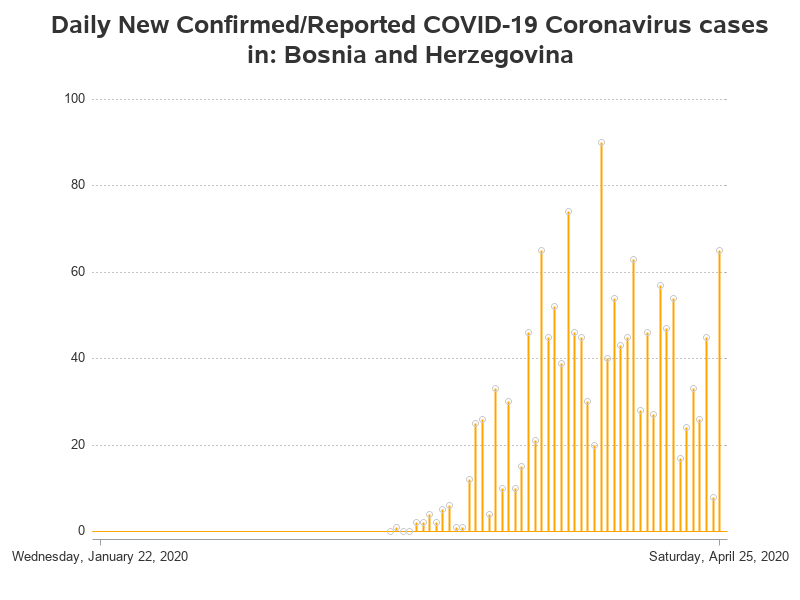 Daily New Confirmed/Reported COVID-19 Coronavirus cases
in: Bosnia and Herzegovina
100
80
60
40
20
0
Wednesday, January 22, 2020
Saturday, April 25, 2020